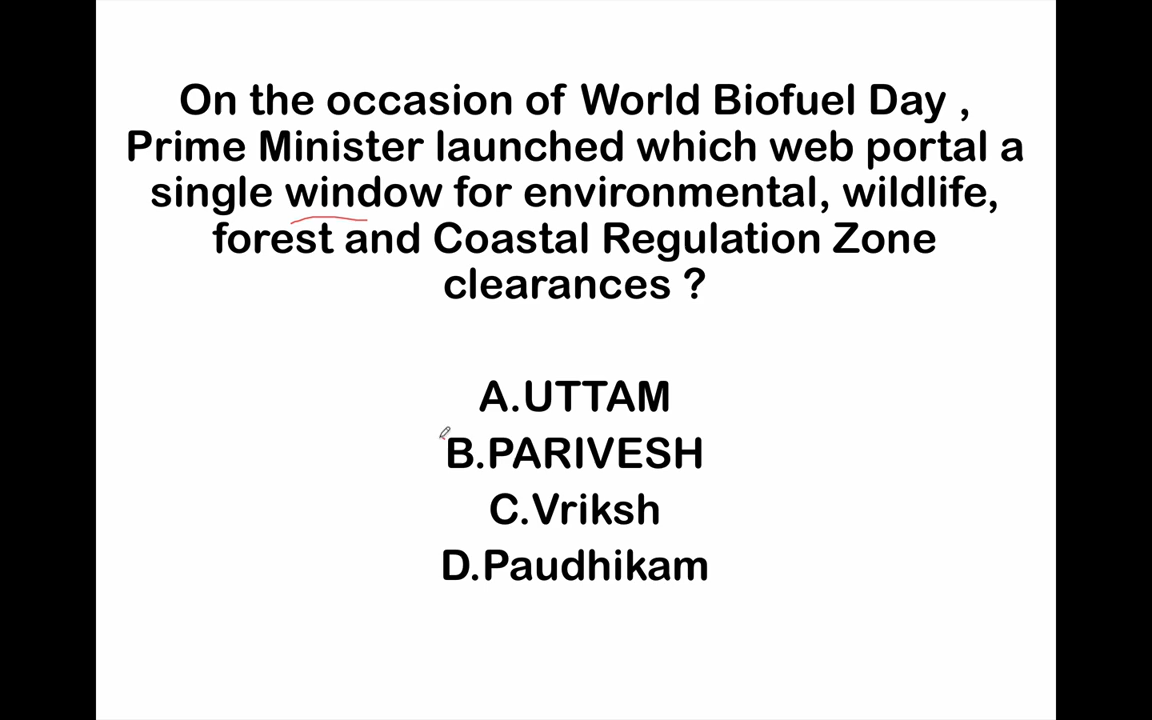 On the occasion of World Biofuel Day ,
Prime Minister launched which web portal a
single window for environmental, wildlife,
forest and Coastal Regulation Zone
clearances ?
A.UTTAM
B.PARIVESH
C.Vriksh
D.Paudhikam